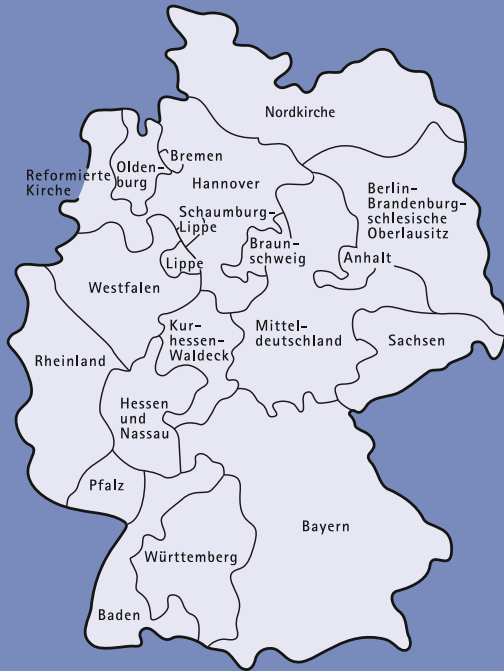 Nordkirche
Bremen
Olden-
burg
Reformierte
Kirche
Hannover
Berlin-
Brandenburg-
schlesische
Oberlausitz
Schaumburg-
Lippe
Lippe
Braun-
schweig
Anhalt
Westfalen
Kur-
hessen-
Waldeck
Mittel-
deutschland
Sachsen
Rheinland
Hessen
und
Nassau
Pfalz
Bayern
Württemberg
Baden